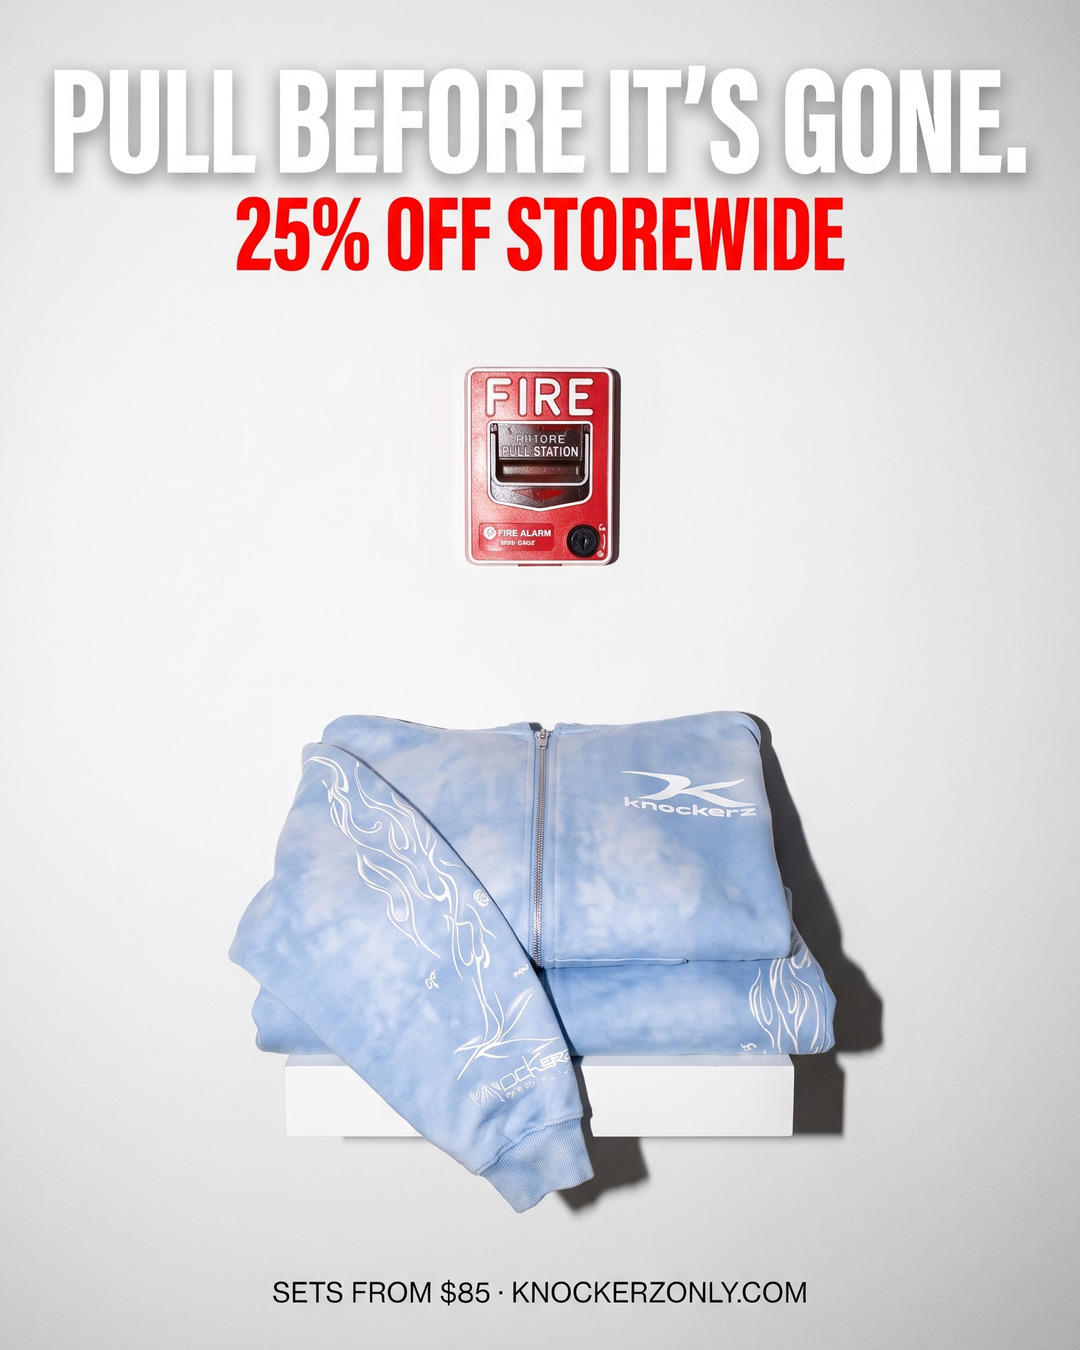 PULL BEFORE IT'S GONE.
25% OFF STOREWIDE
FIRE
PULL STATION
FIRE ALARM
knockerz
SETS FROM $85 · KNOCKERZONLY.COM